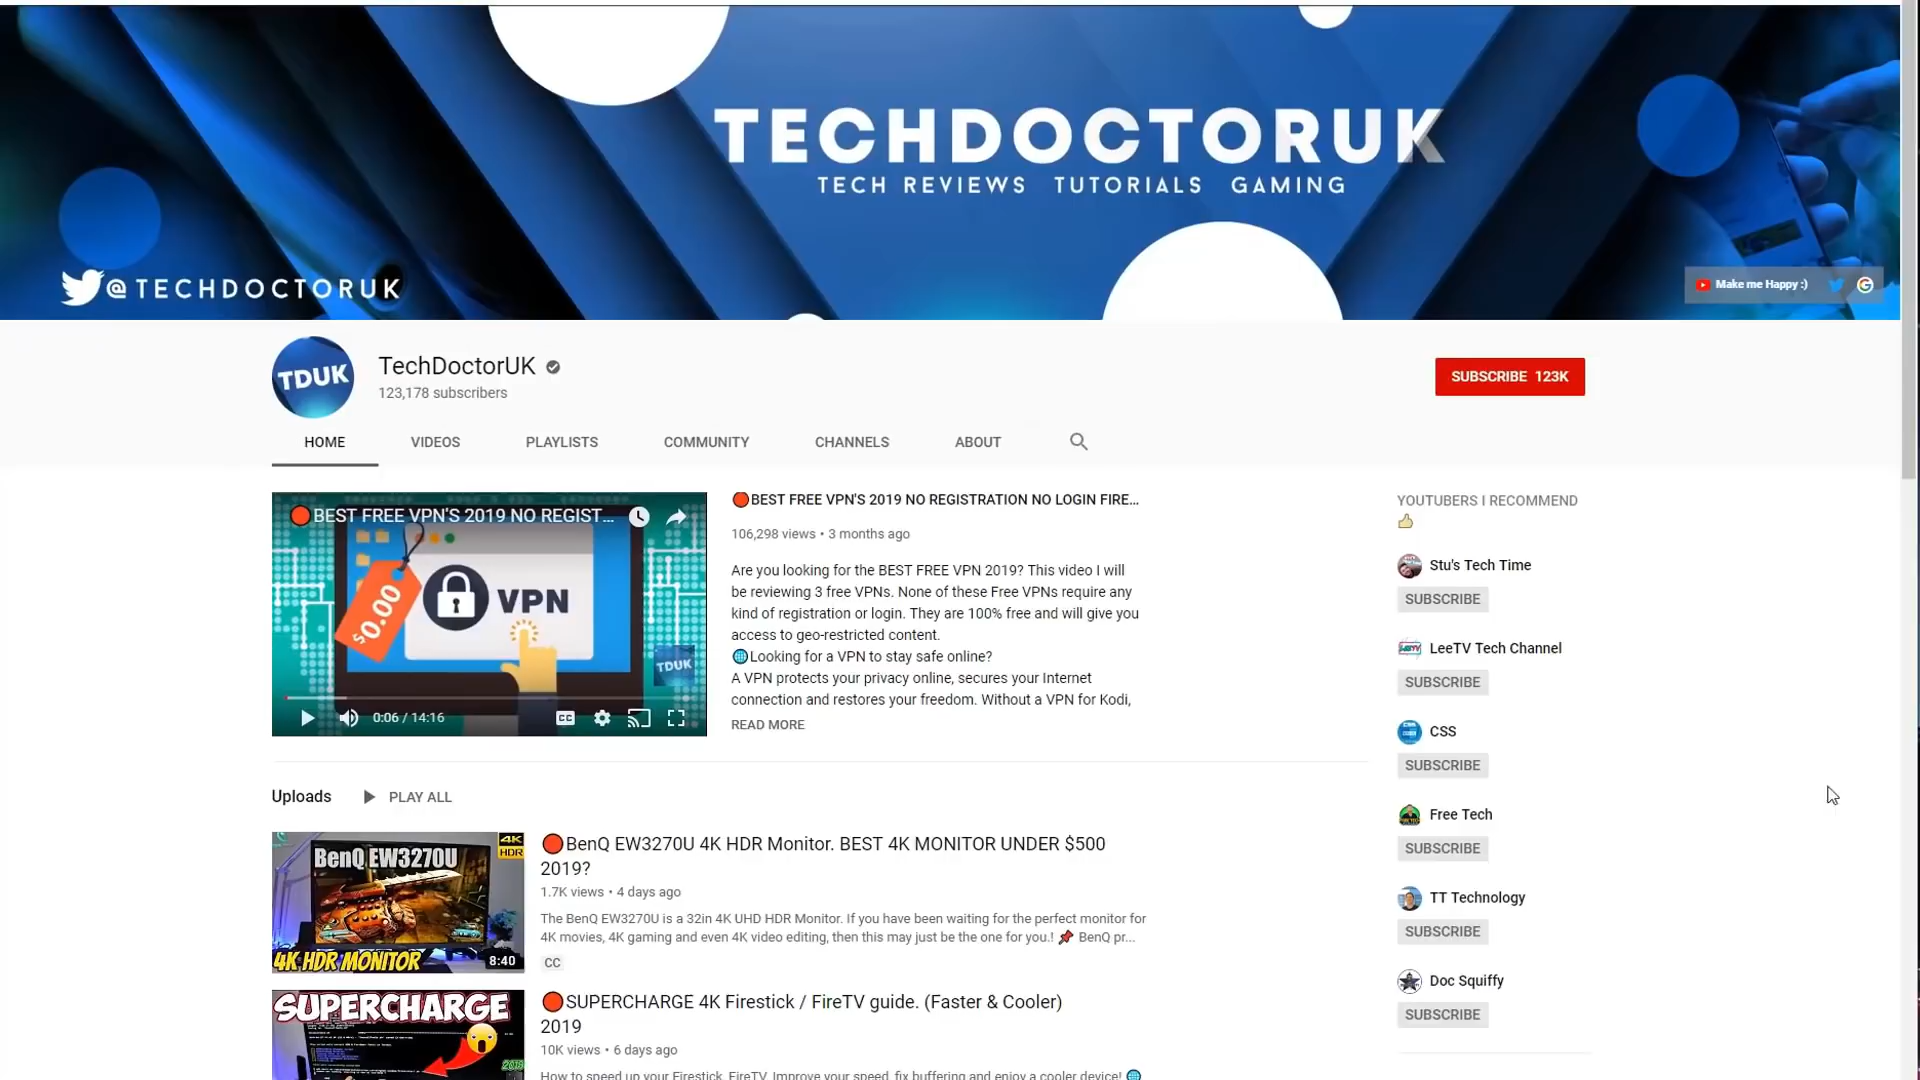 TECHDOCTORUK
TECH REVIEWS TUTORIALS GAMING
@TECHDOCTORUK
Make me Happy :)
TDUK
TechDoctorUK
123,178 subscribers
SUBSCRIBE 123K
HOME
VIDEOS
PLAYLISTS
COMMUNITY
CHANNELS
ABOUT
BEST FREE VPN'S 2019 NO REGIST...
$0.00
VPN
TDUK
0:06 / 14:16
CC
BEST FREE VPN'S 2019 NO REGISTRATION NO LOGIN FIRE...
106,298 views • 3 months ago
Are you looking for the BEST FREE VPN 2019? This video I will
be reviewing 3 free VPNs. None of these Free VPNs require any
kind of registration or login. They are 100% free and will give you
access to geo-restricted content.
Looking for a VPN to stay safe online?
A VPN protects your privacy online, secures your Internet
connection and restores your freedom. Without a VPN for Kodi,
READ MORE
YOUTUBERS I RECOMMEND
Stu's Tech Time
SUBSCRIBE
LeeTV Tech Channel
SUBSCRIBE
CSS
SUBSCRIBE
Free Tech
SUBSCRIBE
TT Technology
SUBSCRIBE
Doc Squiffy
SUBSCRIBE
Uploads
PLAY ALL
BenQ EW3270U
4K
HDR
4K HDR MONITOR
8:40
BenQ EW3270U 4K HDR Monitor. BEST 4K MONITOR UNDER $500
2019?
1.7K views • 4 days ago
The BenQ EW3270U is a 32in 4K UHD HDR Monitor. If you have been waiting for the perfect monitor for
4K movies, 4K gaming and even 4K video editing, then this may just be the one for you.! BenQ pr...
CC
SUPERCHARGE
2019
SUPERCHARGE 4K Firestick / FireTV guide. (Faster & Cooler)
2019
10K views • 6 days ago
How to speed up your Firestick, FireTV. Improve your speed, fix buffering and enjoy a cooler device!